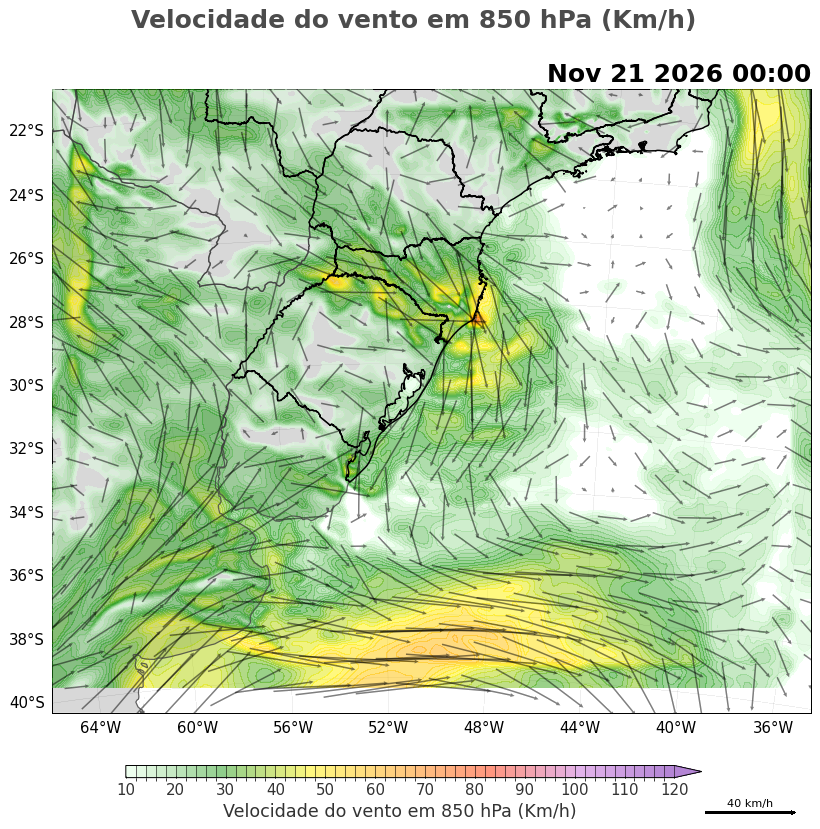 Velocidade do vento em 850 hPa (Km/h)
Nov 21 2026 00:00
22°S
24°S
26°S
28°S
30°S
32°S
34°S
36°S
38°S
40°S
64°W 60°W 56°W 52°W 48°W 44°W 40°W 36°W
10 20 30 40 50 60 70 80 90 100 110 120
Velocidade do vento em 850 hPa (Km/h)
40 km/h